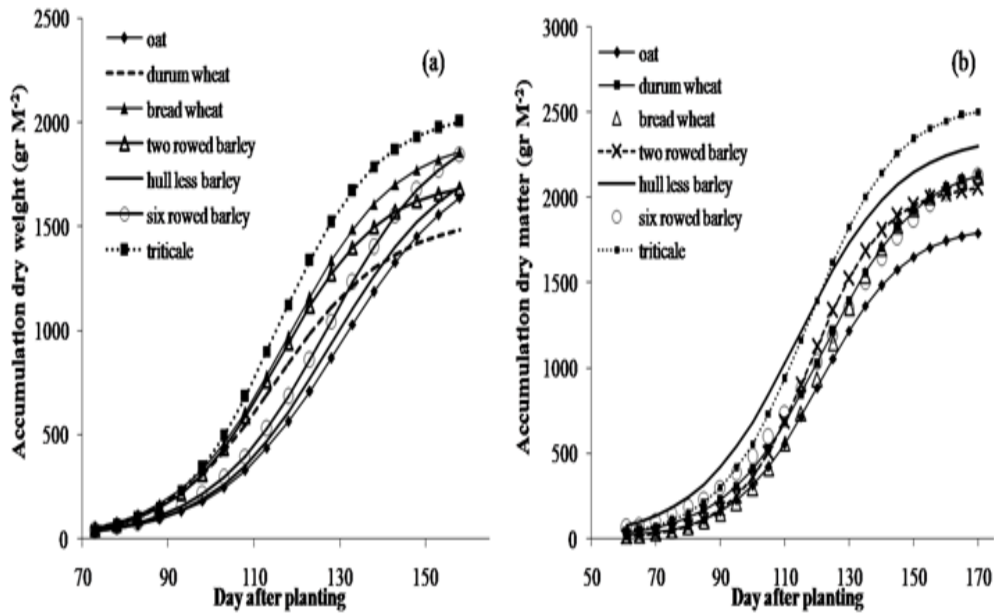 2500
2000
1500
1000
500
0
70
90
110
130
150
Accumulation dry weight (gr M-2)
Day after planting
(a)
oat
durum wheat
bread wheat
two rowed barley
hull less barley
six rowed barley
triticale
3000
2500
2000
1500
1000
500
0
50
70
90
110
130
150
170
Accumulation dry matter (gr M-2)
Day after planting
(b)
oat
durum wheat
bread wheat
two rowed barley
hull less barley
six rowed barley
triticale